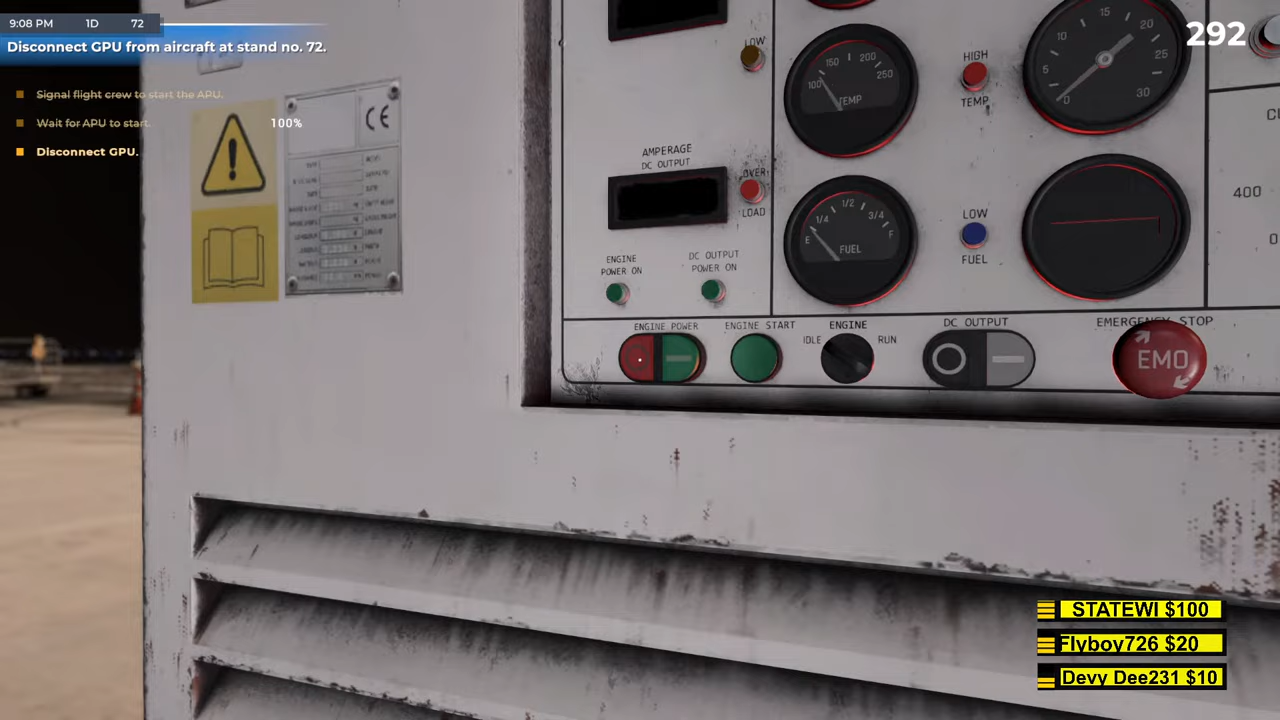 9:08 PM 1D 72
Disconnect GPU from aircraft at stand no. 72.
Signal flight crew to start the APU.
Wait for APU to start. 100%
Disconnect GPU.
292
CE
LOW
100 150 200 250
TEMP
HIGH
TEMP
0 5 10 15 20 25 30
AMPERAGE
DC OUTPUT
OVER
LOAD
E 1/4 1/2 3/4 F
FUEL
LOW
FUEL
400
0
ENGINE
POWER ON
DC OUTPUT
POWER ON
ENGINE POWER
ENGINE START
ENGINE
IDLE
RUN
DC OUTPUT
EMERGENCY STOP
EMO
STATEWI $100
Flyboy726 $20
Devy Dee231 $10